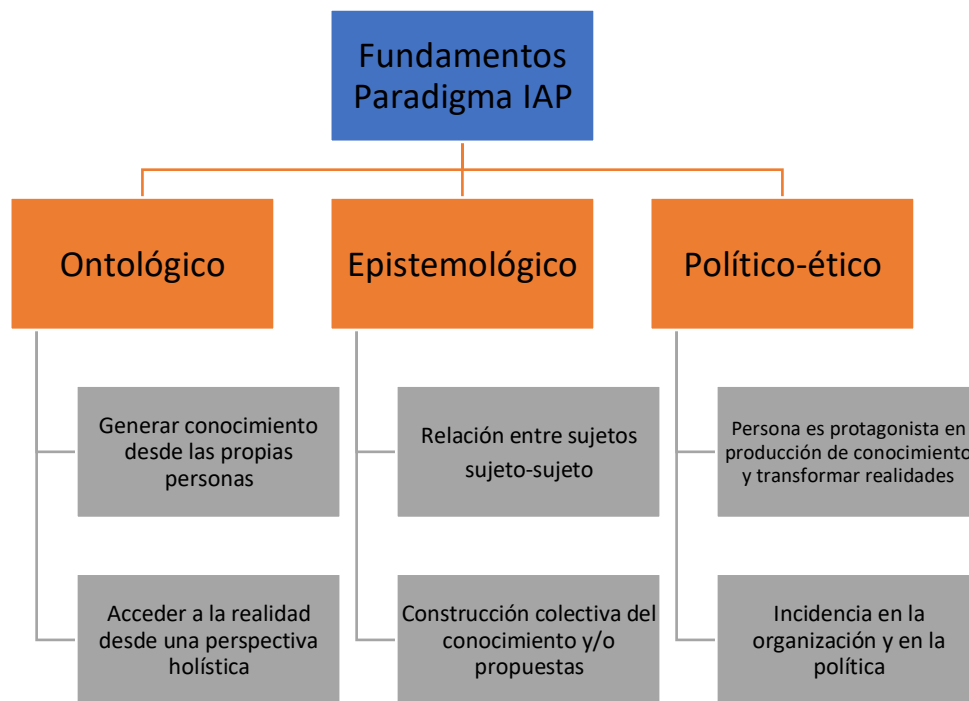 Fundamentos
Paradigma IAP
Ontológico
Epistemológico
Político-ético
Generar conocimiento
desde las propias
personas
Relación entre sujetos
sujeto-sujeto
Persona es protagonista en
producción de conocimiento
y transformar realidades
Acceder a la realidad
desde una perspectiva
holística
Construcción colectiva del
conocimiento y/o
propuestas
Incidencia en la
organización y en la
política